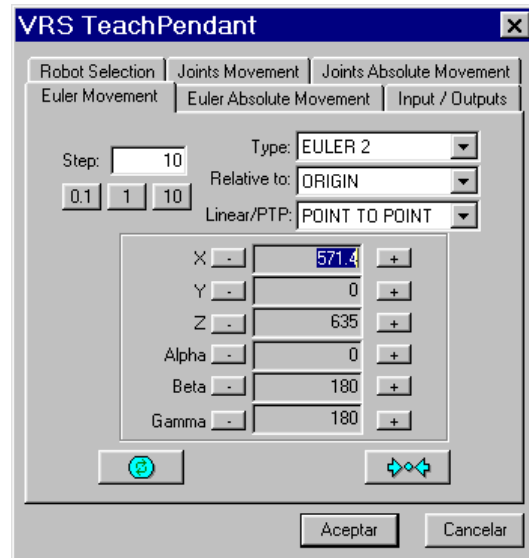 VRS TeachPendant
Robot Selection Joints Movement Joints Absolute Movement
Euler Movement Euler Absolute Movement Input / Outputs
Step: 10 Type: EULER 2
0.1 1 10 Relative to: ORIGIN
Linear/PTP: POINT TO POINT
X - 571.4 +
Y - 0 +
Z - 635 +
Alpha - 0 +
Beta - 180 +
Gamma - 180 +
Aceptar Cancelar